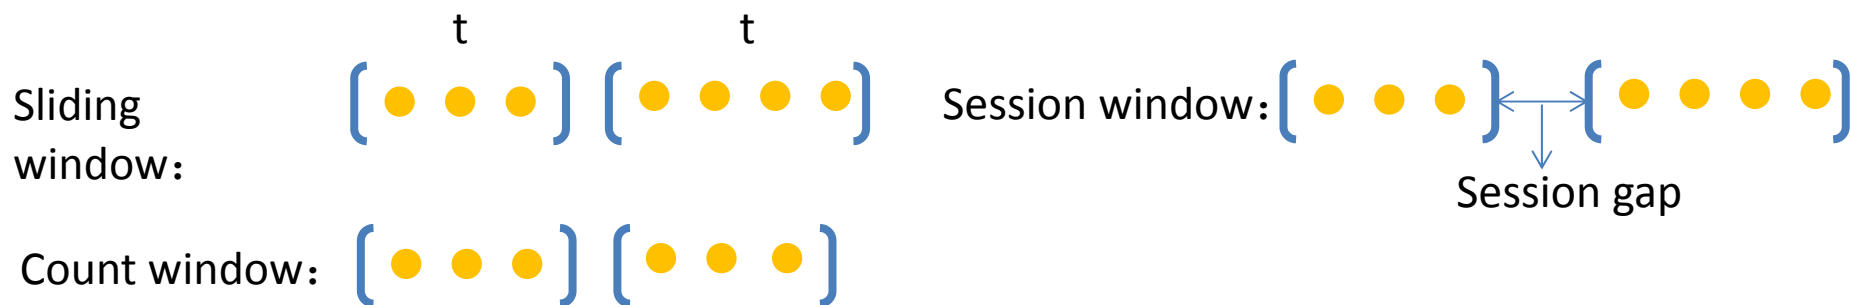 t
t
Sliding
window：
Session window：
Session gap
Count window：